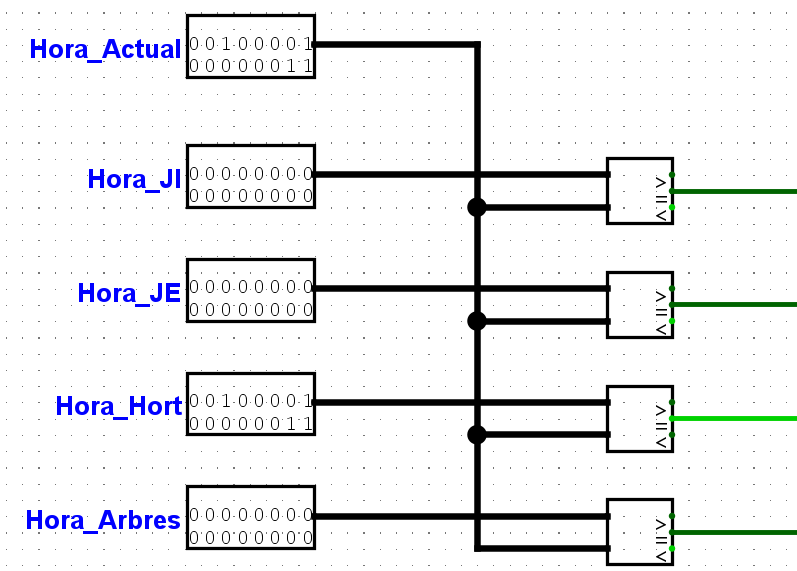 Hora_Actual
0 0 1 0 0 0 0 1
0 0 0 0 0 0 1 1
Hora_JI
0 0 0 0 0 0 0 0
0 0 0 0 0 0 0 0
> = <
Hora_JE
0 0 0 0 0 0 0 0
0 0 0 0 0 0 0 0
> = <
Hora_Hort
0 0 1 0 0 0 0 1
0 0 0 0 0 0 1 1
> = <
Hora_Arbres
0 0 0 0 0 0 0 0
0 0 0 0 0 0 0 0
> = <